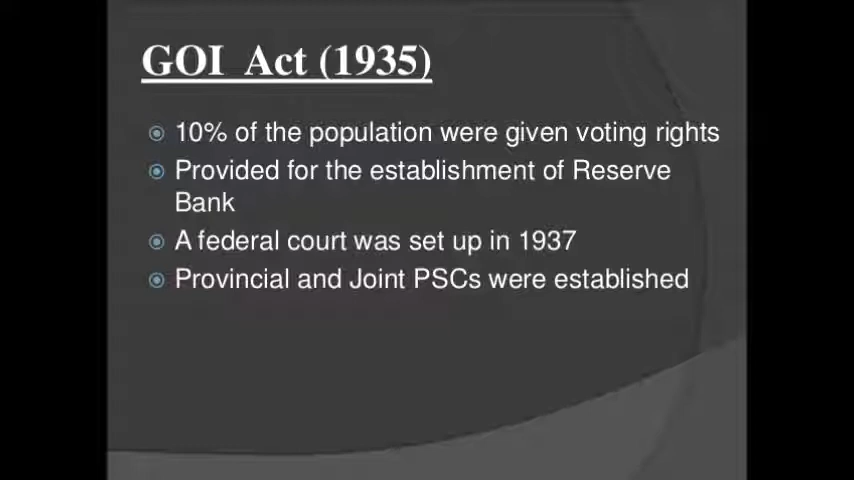 GOI Act (1935)
10% of the population were given voting rights
Provided for the establishment of Reserve
Bank
A federal court was set up in 1937
Provincial and Joint PSCs were established